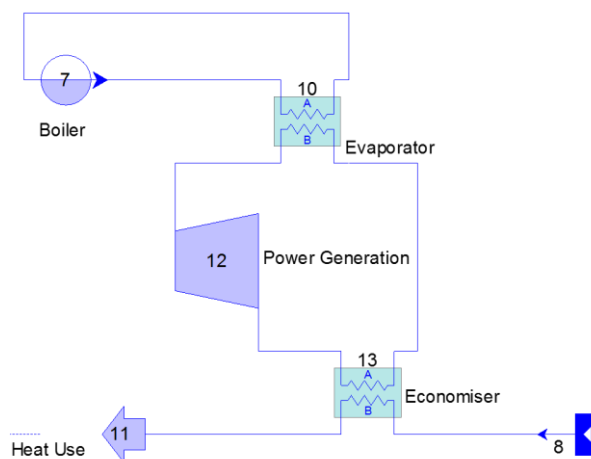 7
Boiler
10
A
B
Evaporator
12
Power Generation
13
A
B
Economiser
11
Heat Use
8